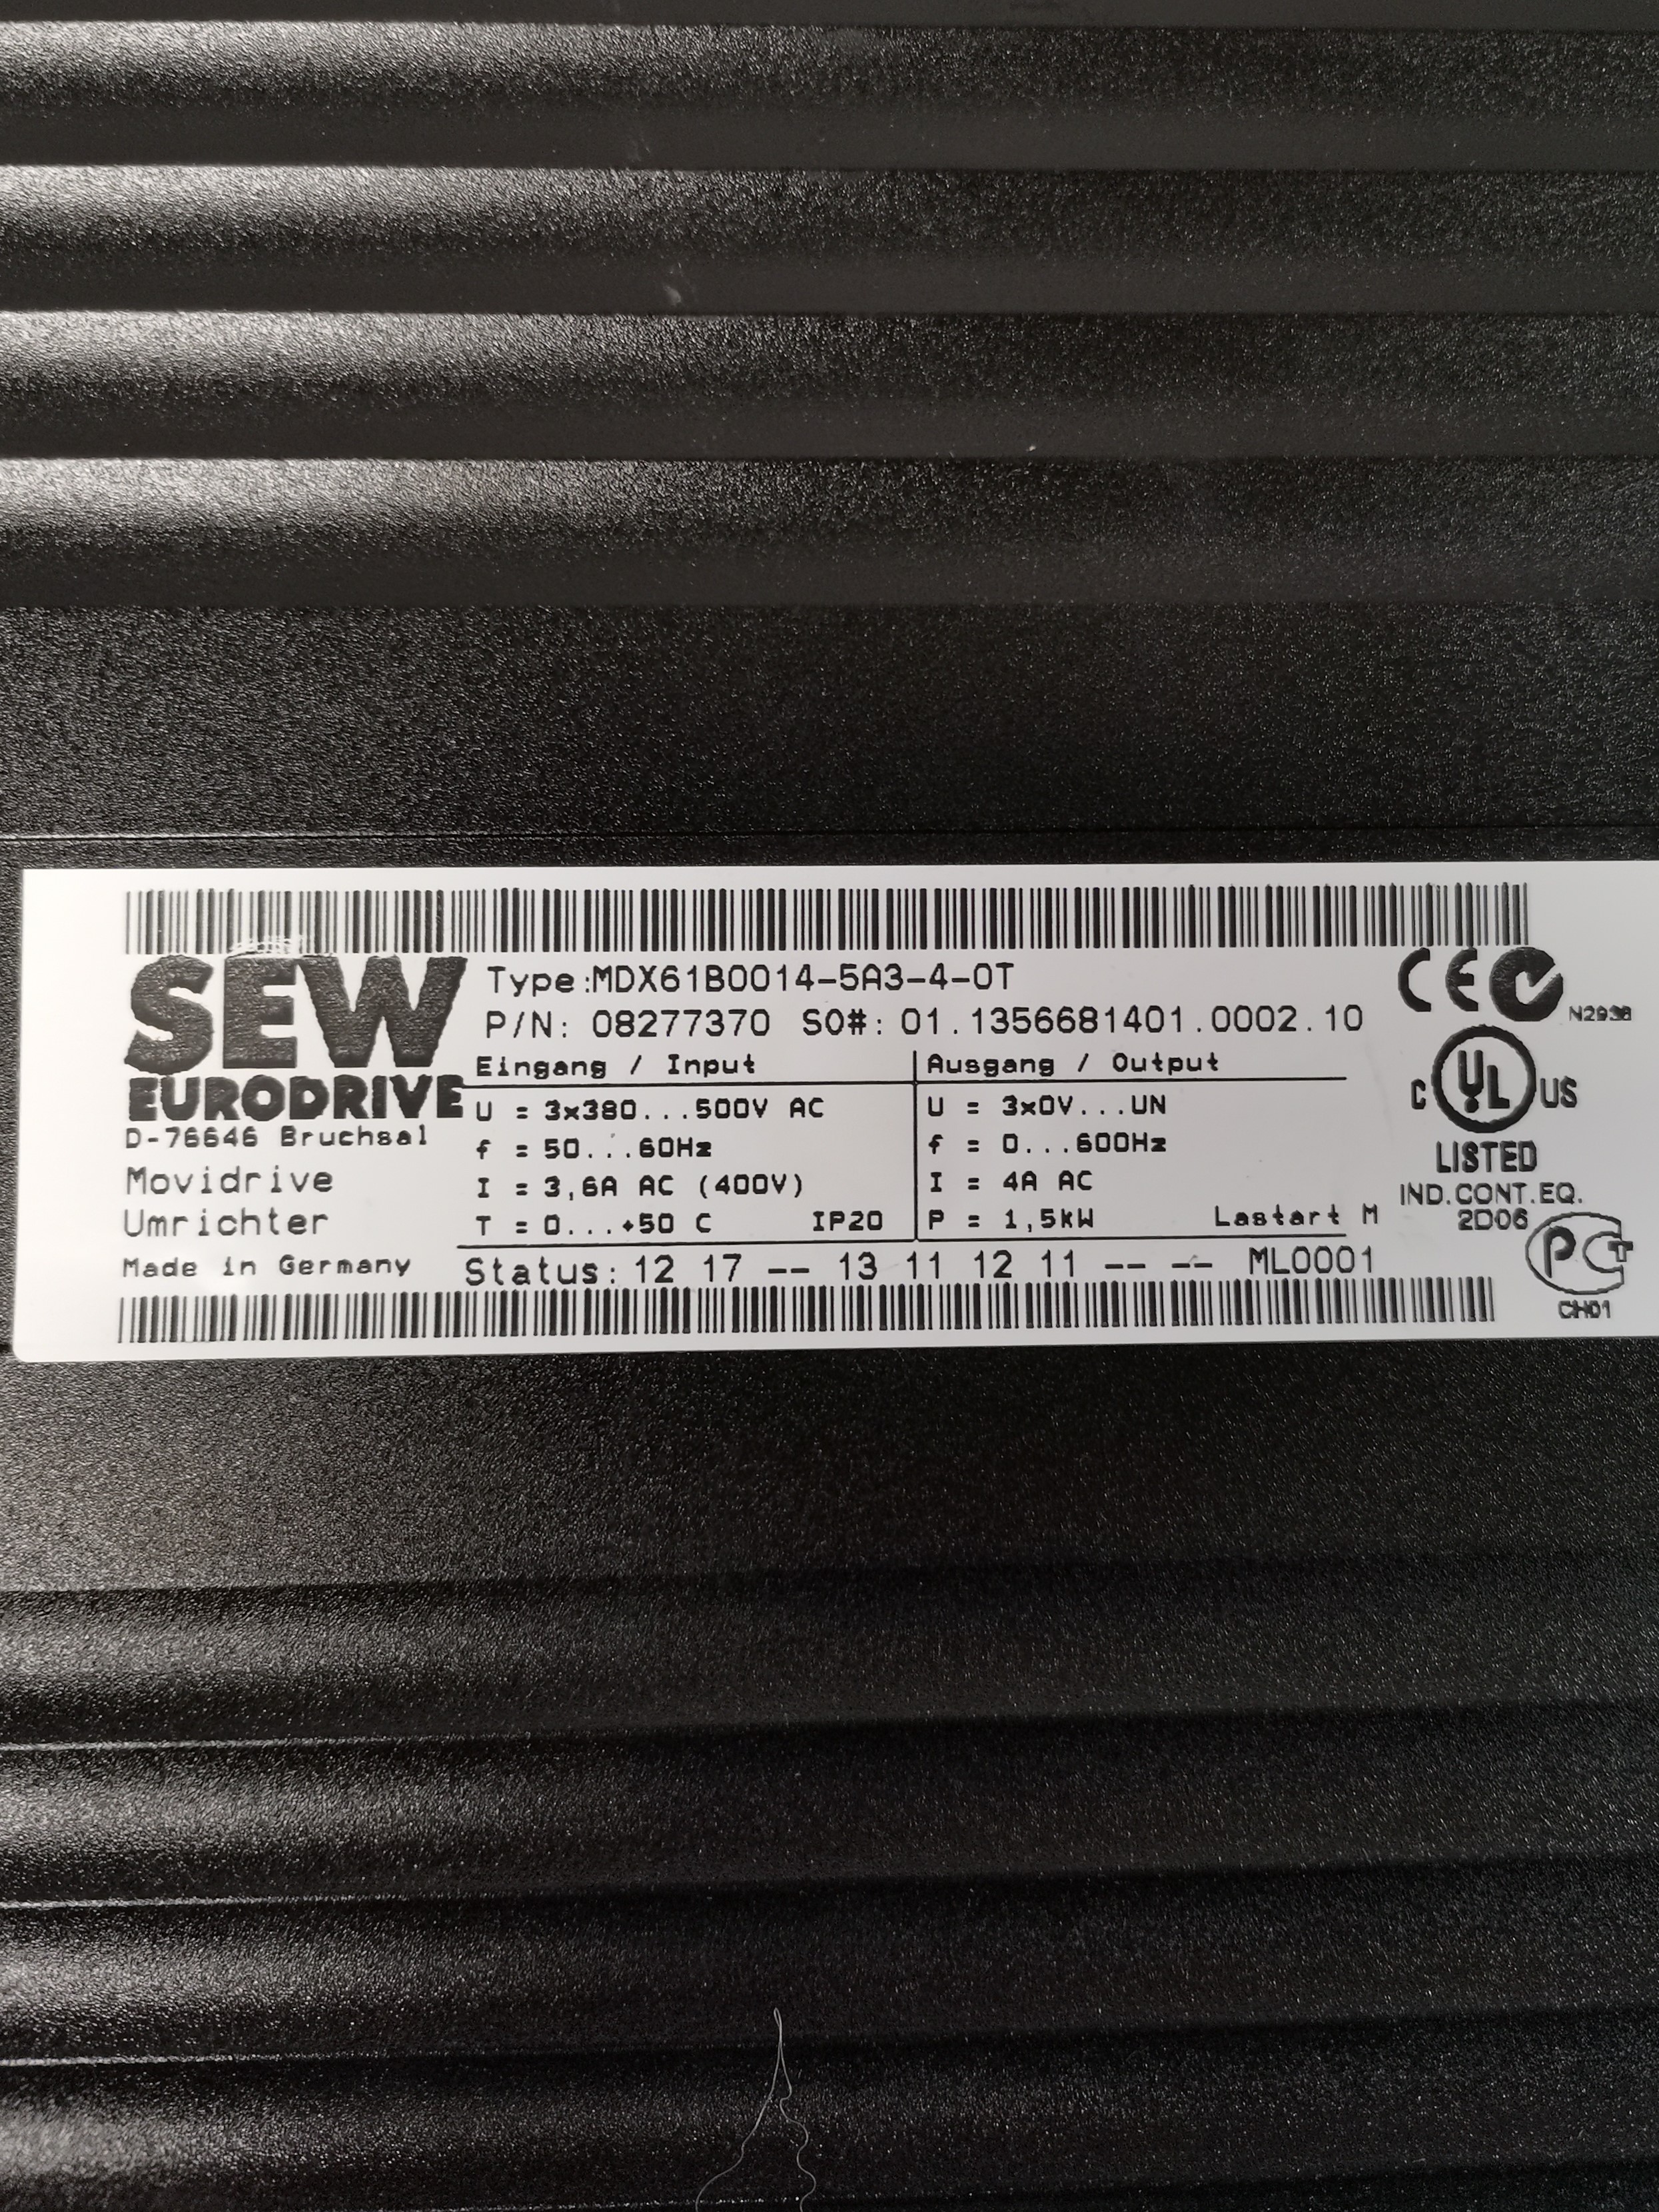 SEW
EURODRIVE
D-76646 Bruchsal
Movidrive
Umrichter
Made in Germany
Type:MDX61B0014-5A3-4-0T
P/N: 08277370 SO#: 01.1356681401.0002.10
Eingang / Input
U = 3x380...500V AC
f = 50...60Hz
I = 3,6A AC (400V)
T = 0...+50 C IP20
Ausgang / Output
U = 3x0V...UN
f = 0...600Hz
I = 4A AC
P = 1,5kW Lastart M
Status: 12 17 -- 13 11 12 11 -- -- ML0001
CE
N2936
C UL US
LISTED
IND.CONT.EQ.
2D06
PCT
CH01